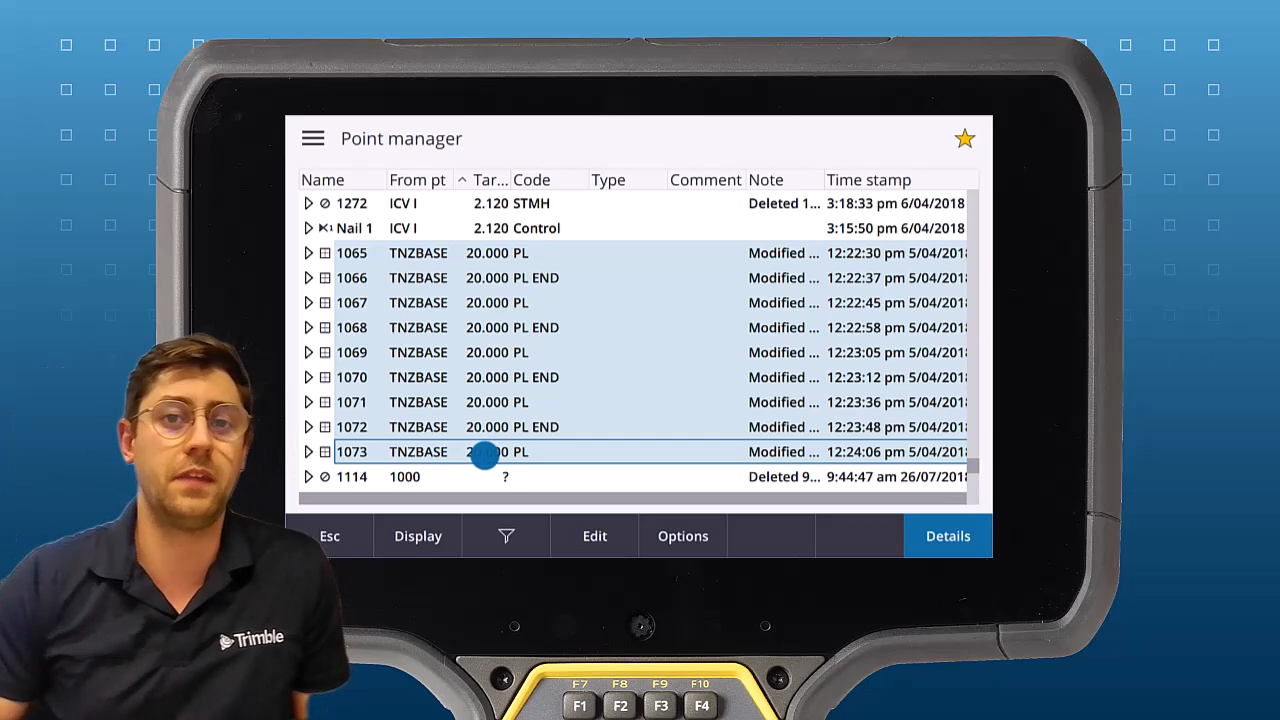 Point manager
Name From pt Tar... Code Type Comment Note Time stamp
1272 ICV I 2.120 STMH Deleted 1... 3:18:33 pm 6/04/2018
Nail 1 ICV I 2.120 Control 3:15:50 pm 6/04/2018
1065 TNZBASE 20.000 PL Modified ... 12:22:30 pm 5/04/2018
1066 TNZBASE 20.000 PL END Modified ... 12:22:37 pm 5/04/2018
1067 TNZBASE 20.000 PL Modified ... 12:22:45 pm 5/04/2018
1068 TNZBASE 20.000 PL END Modified ... 12:22:58 pm 5/04/2018
1069 TNZBASE 20.000 PL Modified ... 12:23:05 pm 5/04/2018
1070 TNZBASE 20.000 PL END Modified ... 12:23:12 pm 5/04/2018
1071 TNZBASE 20.000 PL Modified ... 12:23:36 pm 5/04/2018
1072 TNZBASE 20.000 PL END Modified ... 12:23:48 pm 5/04/2018
1073 TNZBASE 20.000 PL Modified ... 12:24:06 pm 5/04/2018
1114 1000 ? Deleted 9... 9:44:47 am 26/07/2018
Esc Display Edit Options Details
Trimble
F7 F8 F9 F10
F1 F2 F3 F4